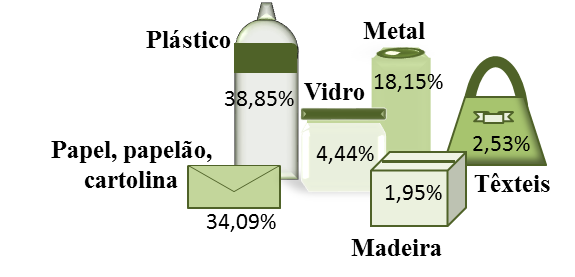 Plástico
38,85%
Metal
18,15%
Vidro
4,44%
2,53%
Têxteis
Papel, papelão,
cartolina
34,09%
1,95%
Madeira